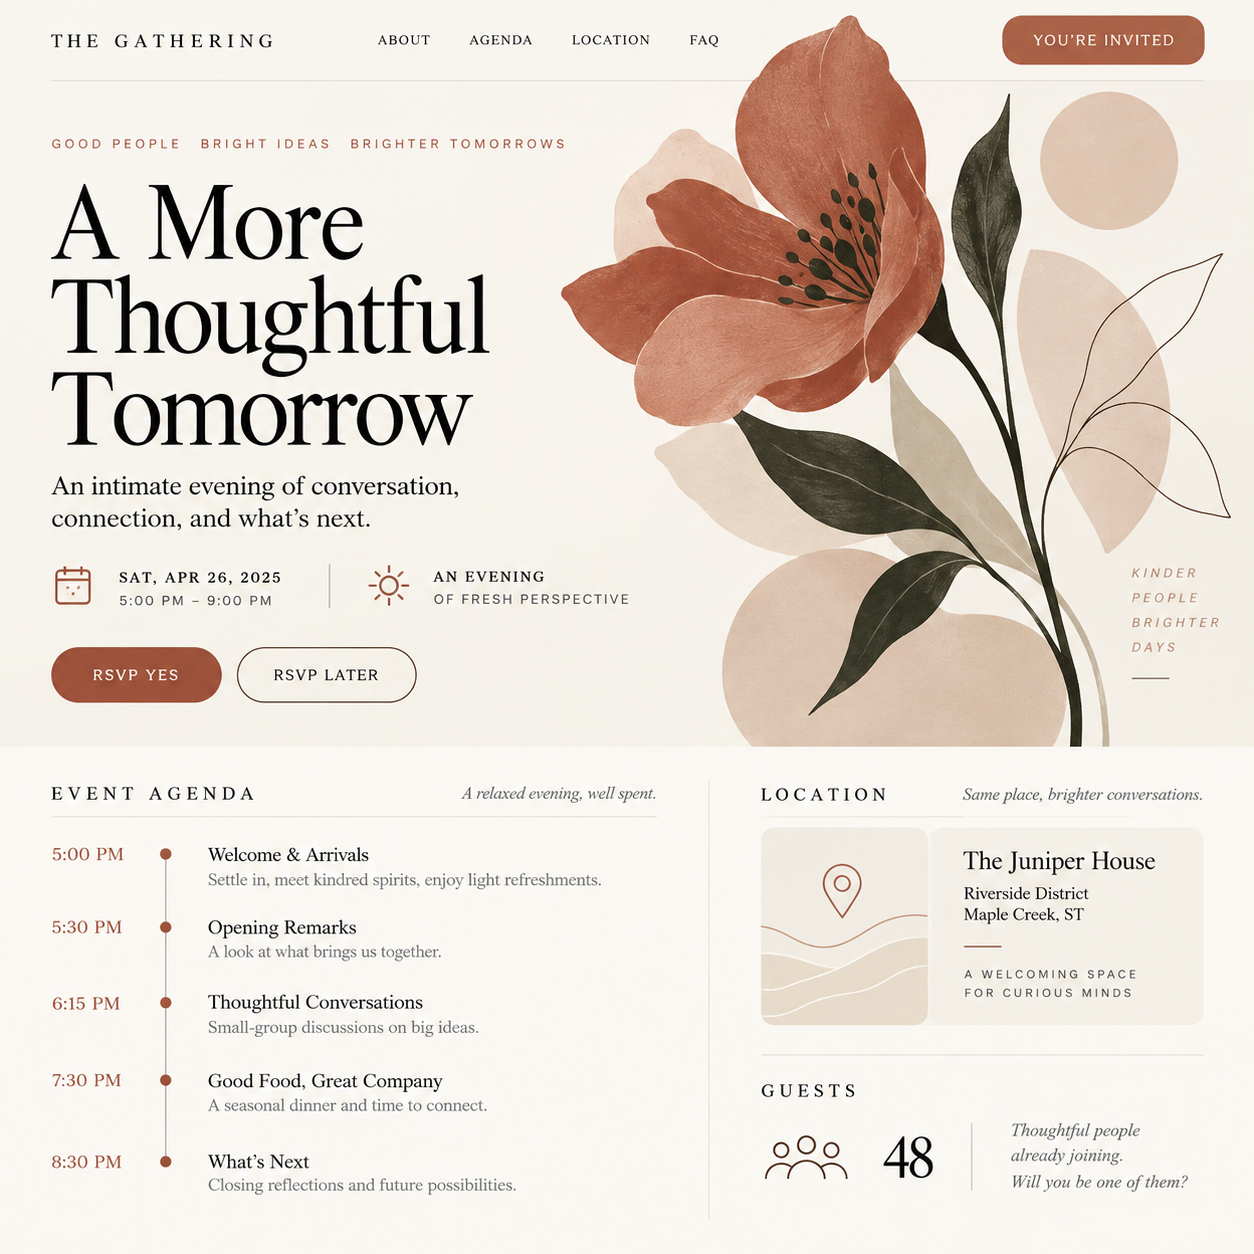 THE GATHERING
ABOUT
AGENDA
LOCATION
FAQ
YOU'RE INVITED
GOOD PEOPLE BRIGHT IDEAS BRIGHTER TOMORROWS
A More
Thoughtful
Tomorrow
An intimate evening of conversation,
connection, and what's next.
SAT, APR 26, 2025
5:00 PM – 9:00 PM
AN EVENING
OF FRESH PERSPECTIVE
RSVP YES
RSVP LATER
KINDER
PEOPLE
BRIGHTER
DAYS
EVENT AGENDA
A relaxed evening, well spent.
5:00 PM
Welcome & Arrivals
Settle in, meet kindred spirits, enjoy light refreshments.
5:30 PM
Opening Remarks
A look at what brings us together.
6:15 PM
Thoughtful Conversations
Small-group discussions on big ideas.
7:30 PM
Good Food, Great Company
A seasonal dinner and time to connect.
8:30 PM
What's Next
Closing reflections and future possibilities.
LOCATION
Same place, brighter conversations.
The Juniper House
Riverside District
Maple Creek, ST
A WELCOMING SPACE
FOR CURIOUS MINDS
GUESTS
48
Thoughtful people
already joining.
Will you be one of them?